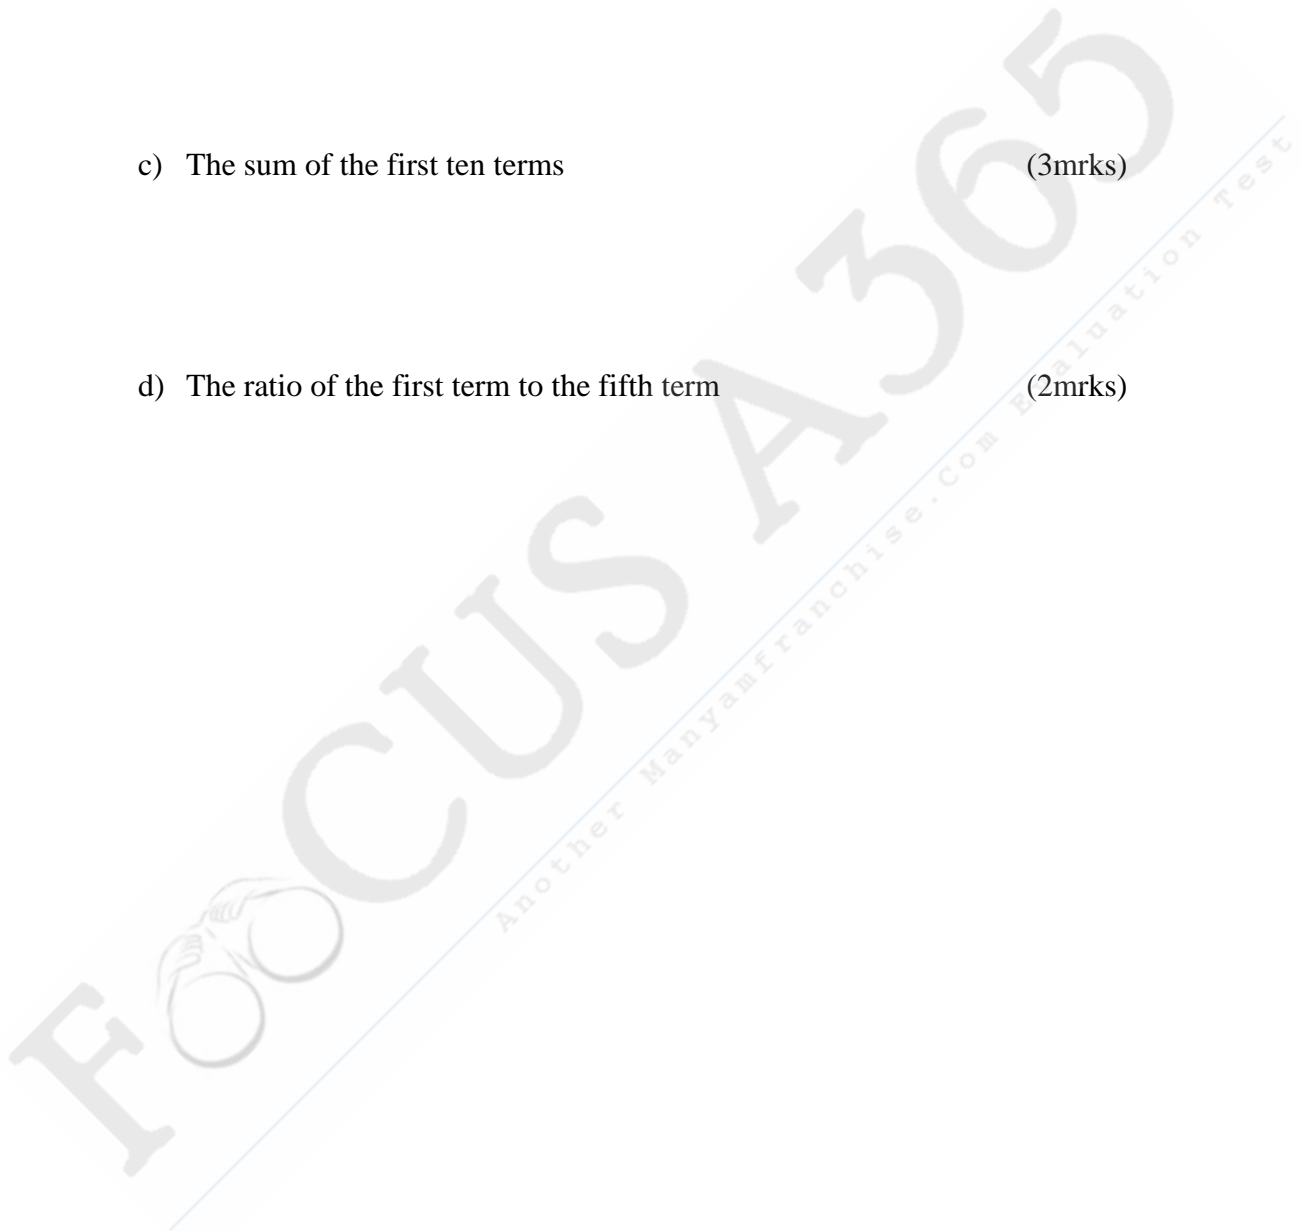 c) The sum of the first ten terms (3mrks)
d) The ratio of the first term to the fifth term (2mrks)
FOCUS A365
Another Manyamfranchise.Com Evaluation Test